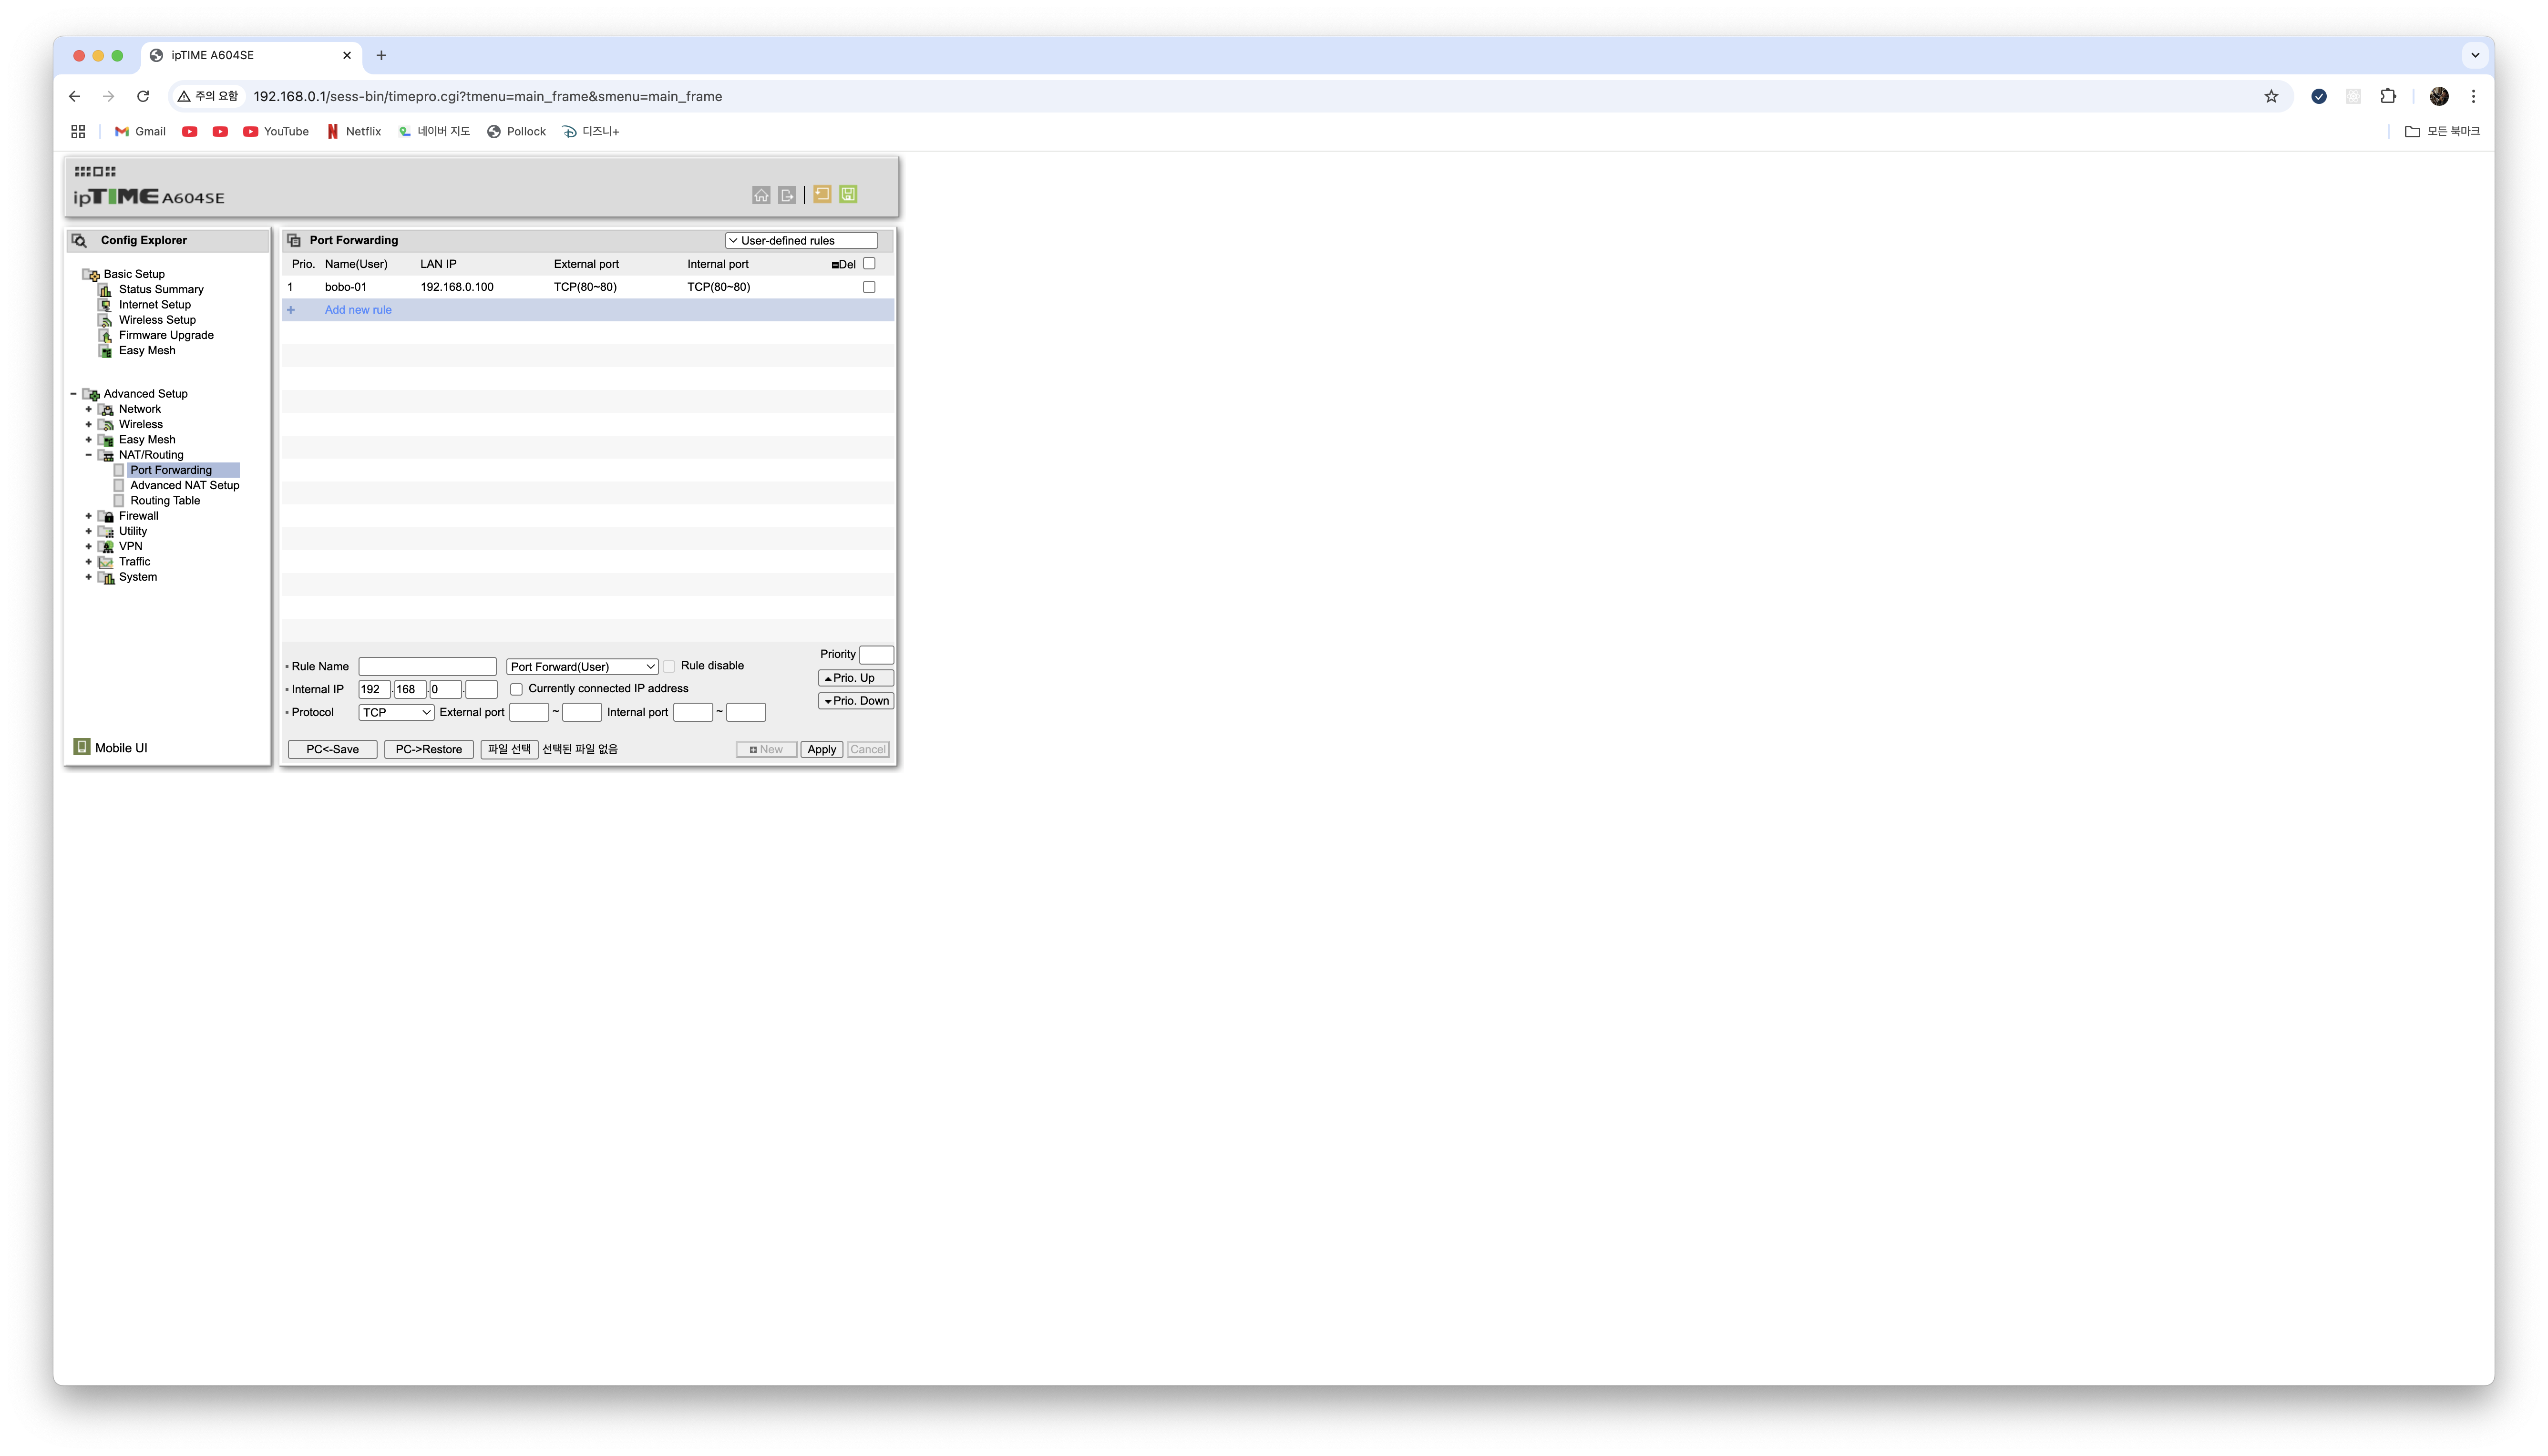 ipTIME A604SE
주의 요함 192.168.0.1/sess-bin/timepro.cgi?tmenu=main_frame&smenu=main_frame
Gmail YouTube Netflix 네이버 지도 Pollock 디즈니+ 모든 북마크
ipTIME A604SE
Config Explorer
Basic Setup
Status Summary
Internet Setup
Wireless Setup
Firmware Upgrade
Easy Mesh
Advanced Setup
Network
Wireless
Easy Mesh
NAT/Routing
Port Forwarding
Advanced NAT Setup
Routing Table
Firewall
Utility
VPN
Traffic
System
Mobile UI
Port Forwarding User-defined rules
Prio. Name(User) LAN IP External port Internal port Del
1 bobo-01 192.168.0.100 TCP(80~80) TCP(80~80)
+ Add new rule
Priority
Rule Name Port Forward(User) Rule disable
Prio. Up
Internal IP 192 . 168 . 0 . Currently connected IP address
Prio. Down
Protocol TCP External port ~ Internal port ~
PC<-Save PC->Restore 파일 선택 선택된 파일 없음 New Apply Cancel